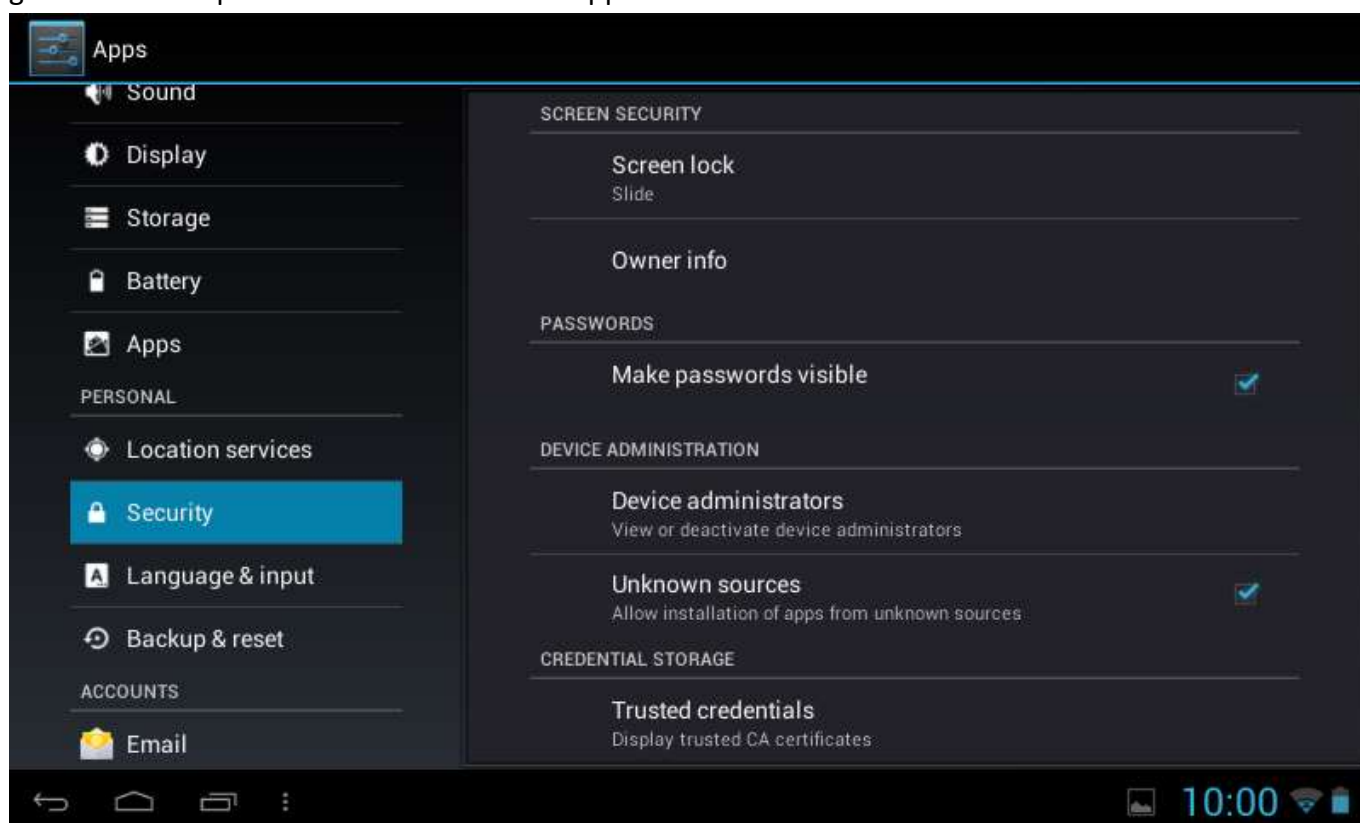 Apps
Sound
Display
Storage
Battery
Apps
PERSONAL
Location services
Security
Language & input
Backup & reset
ACCOUNTS
Email
SCREEN SECURITY
Screen lock
Slide
Owner info
PASSWORDS
Make passwords visible
DEVICE ADMINISTRATION
Device administrators
View or deactivate device administrators
Unknown sources
Allow installation of apps from unknown sources
CREDENTIAL STORAGE
Trusted credentials
Display trusted CA certificates
10:00